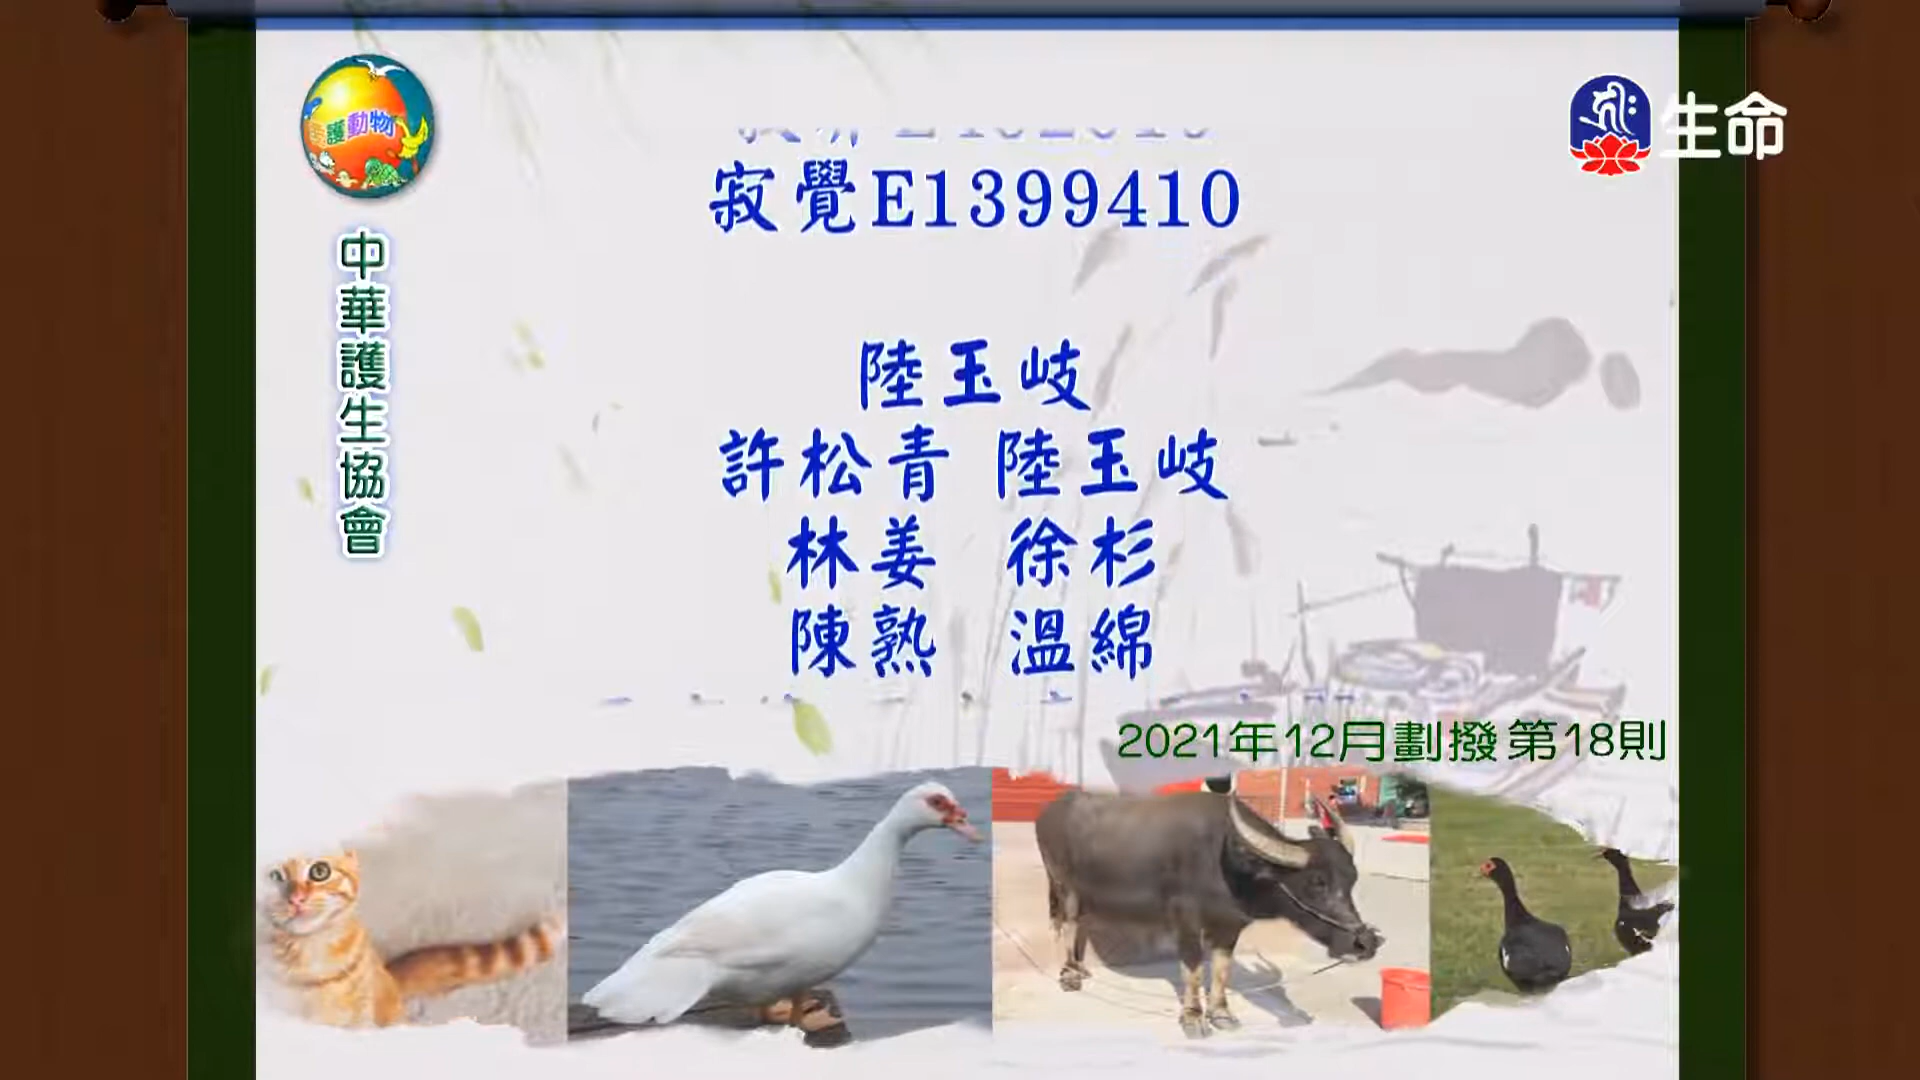 護動物
生命
中華護生協會
寂覺E1399410
陸玉岐
許松青 陸玉岐
林姜 徐杉
陳熟 溫綿
2021年12月劃撥第18則